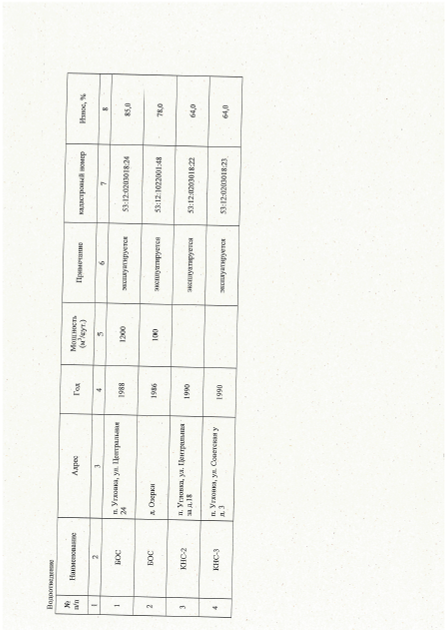 Водоотведение
№ п/п Наименование Адрес Год Мощность (м³/сут.) Примечание кадастровый номер Износ, %
1 2 3 4 5 6 7 8
1 БОС п. Угловка, ул. Центральная 24 1988 1200 эксплуатируется 53:12:0203018:24 85,0
2 БОС д. Озерки 1986 100 эксплуатируется 53:12:1022001:48 78,0
3 КНС-2 п. Угловка, ул. Центральная за д.18 1990 эксплуатируется 53:12:0203018:22 64,0
4 КНС-3 п. Угловка, ул. Советская у д. 3 1990 эксплуатируется 53:12:0203018:23 64,0